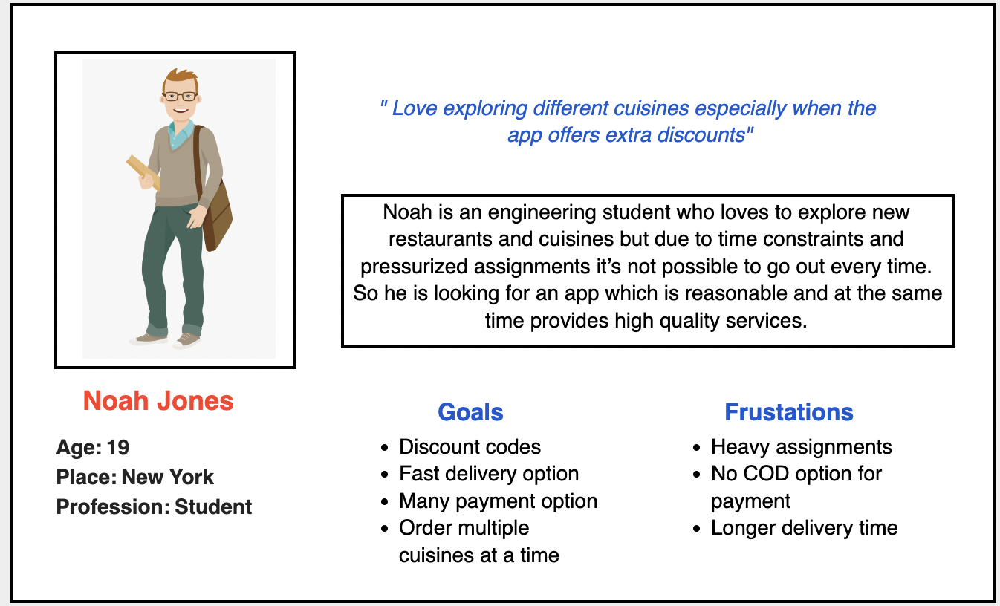 " Love exploring different cuisines especially when the
app offers extra discounts"
Noah is an engineering student who loves to explore new
restaurants and cuisines but due to time constraints and
pressurized assignments it’s not possible to go out every time.
So he is looking for an app which is reasonable and at the same
time provides high quality services.
Noah Jones
Age: 19
Place: New York
Profession: Student
Goals
• Discount codes
• Fast delivery option
• Many payment option
• Order multiple
cuisines at a time
Frustations
• Heavy assignments
• No COD option for
payment
• Longer delivery time